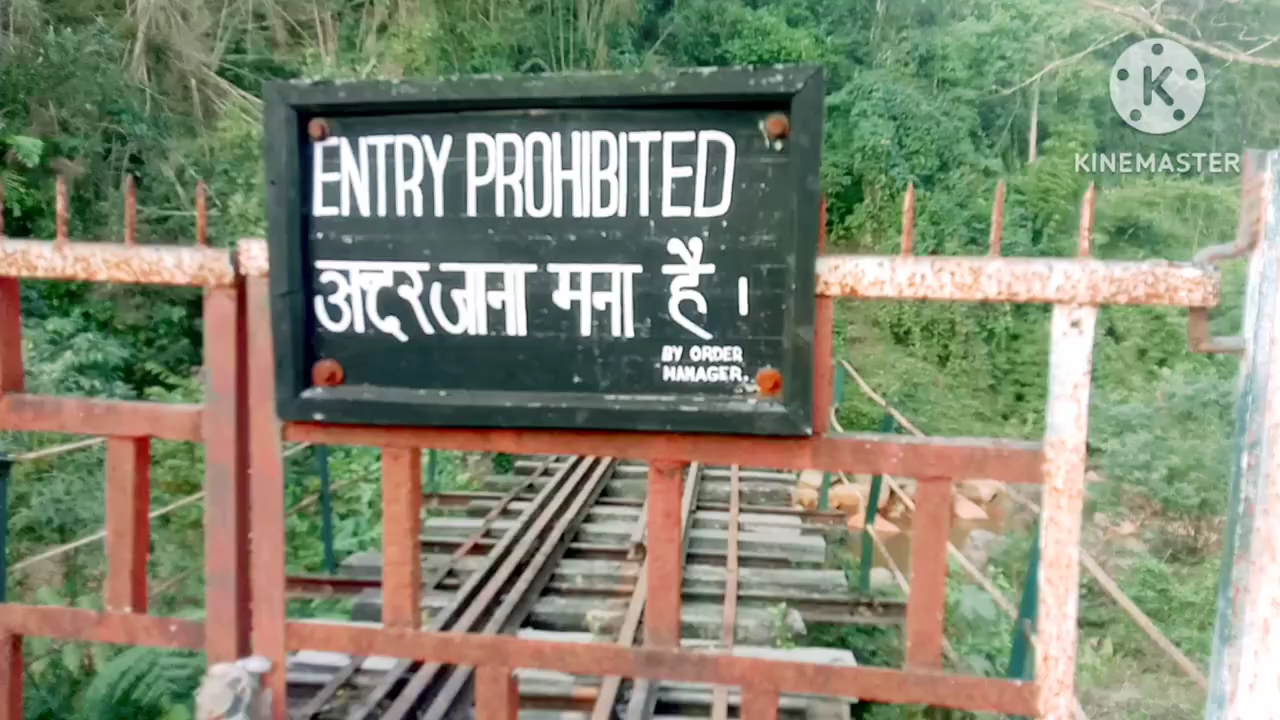 ENTRY PROHIBITED
अन्दर जाना मना है।
BY ORDER
MANAGER.
K
KINEMASTER